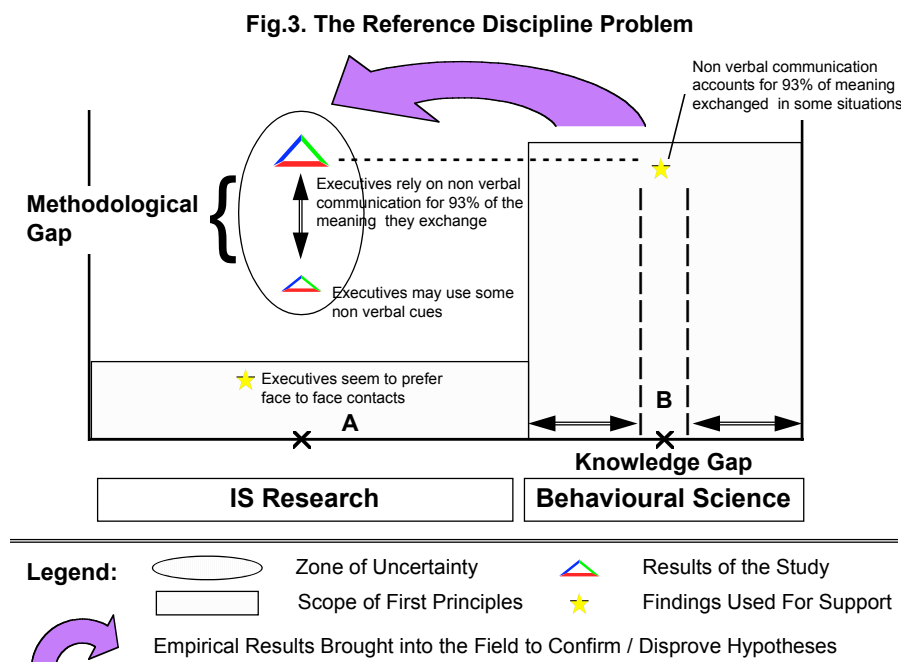 Fig.3. The Reference Discipline Problem
Non verbal communication
accounts for 93% of meaning
exchanged in some situations
Methodological
Gap
{
Executives rely on non verbal
communication for 93% of the
meaning they exchange
Executives may use some
non verbal cues
Executives seem to prefer
face to face contacts
A
B
Knowledge Gap
IS Research
Behavioural Science
Legend:
Zone of Uncertainty
Results of the Study
Scope of First Principles
Findings Used For Support
Empirical Results Brought into the Field to Confirm / Disprove Hypotheses